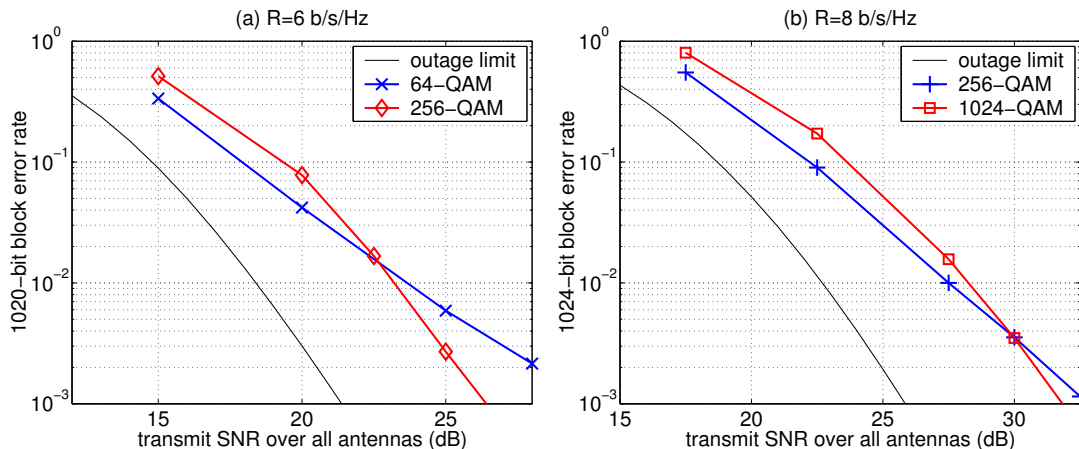 (a) R=6 b/s/Hz
10^0
10^-1
10^-2
10^-3
1020-bit block error rate
outage limit
64-QAM
256-QAM
15 20 25
transmit SNR over all antennas (dB)
(b) R=8 b/s/Hz
10^0
10^-1
10^-2
10^-3
1024-bit block error rate
outage limit
256-QAM
1024-QAM
15 20 25 30
transmit SNR over all antennas (dB)